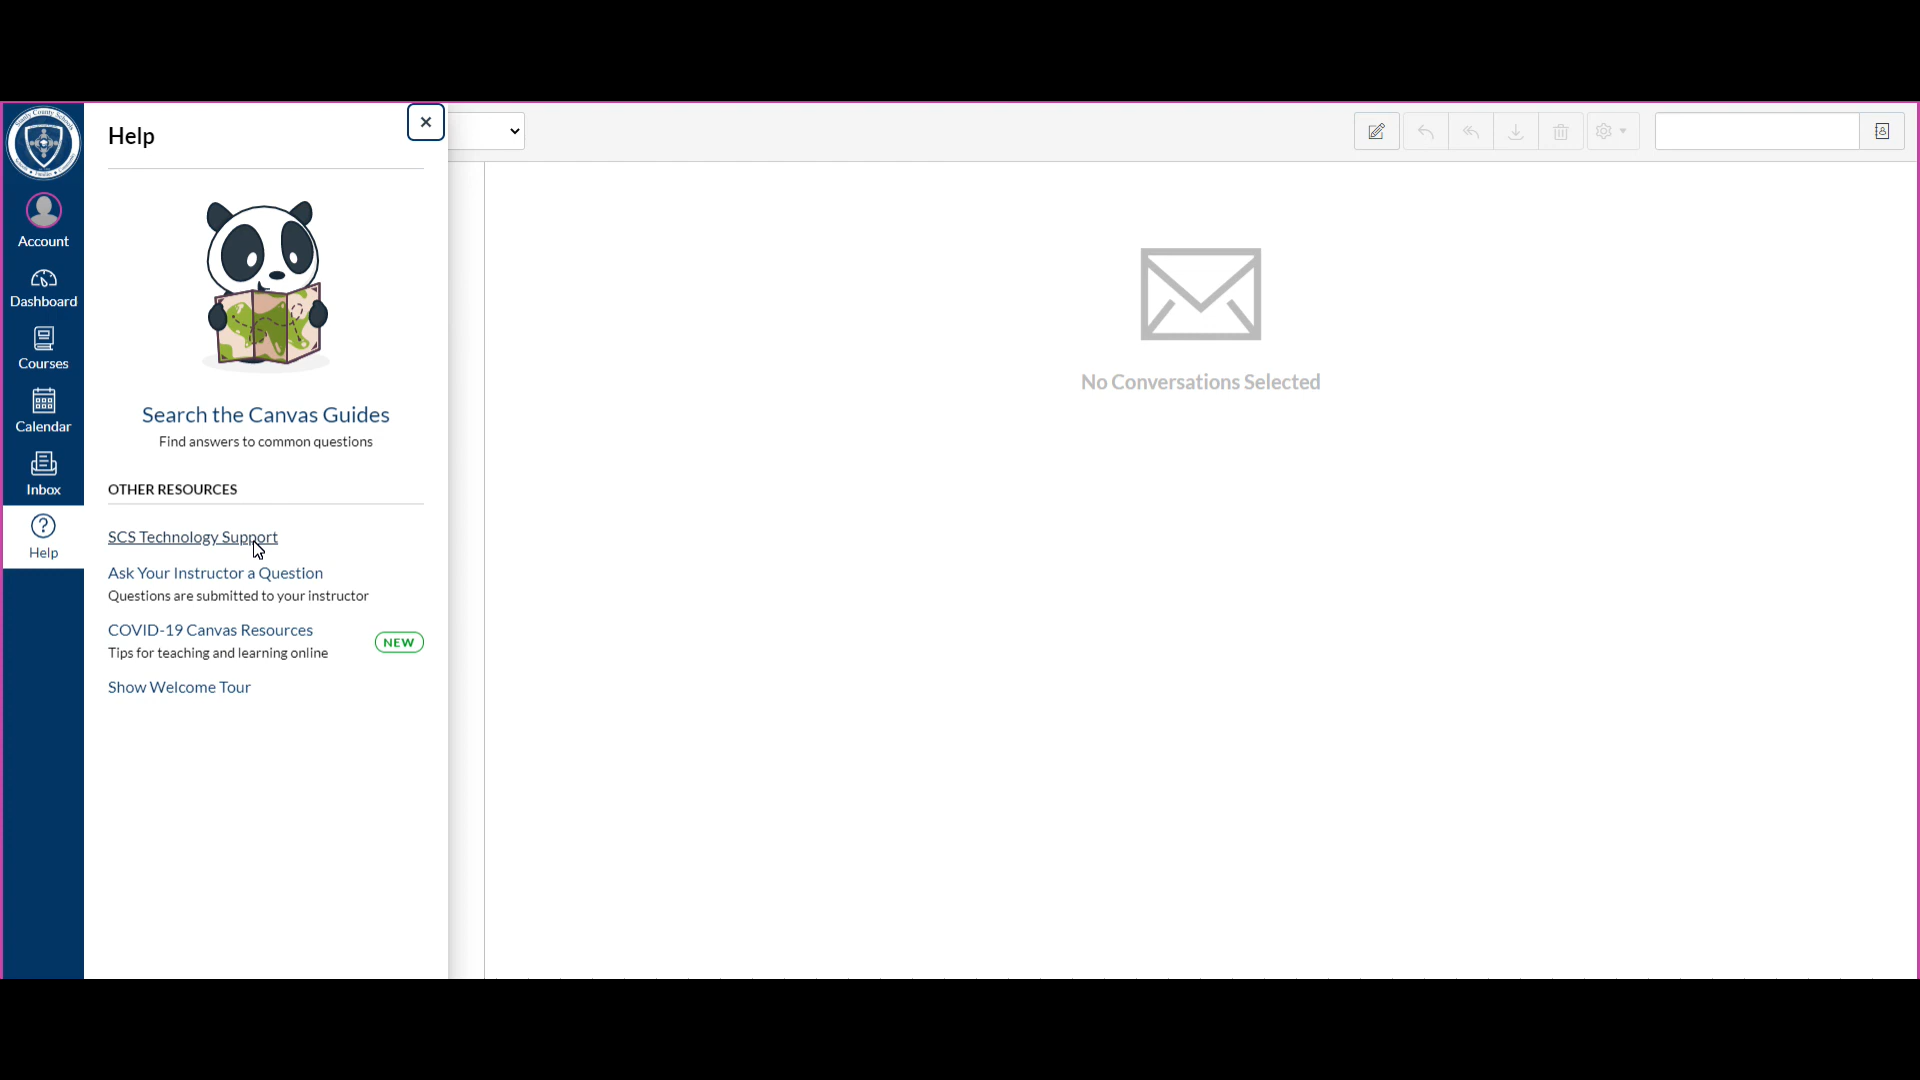 Help
Account
Dashboard
Courses
Calendar
Inbox
Help
Search the Canvas Guides
Find answers to common questions
OTHER RESOURCES
SCS Technology Support
Ask Your Instructor a Question
Questions are submitted to your instructor
COVID-19 Canvas Resources
NEW
Tips for teaching and learning online
Show Welcome Tour
No Conversations Selected